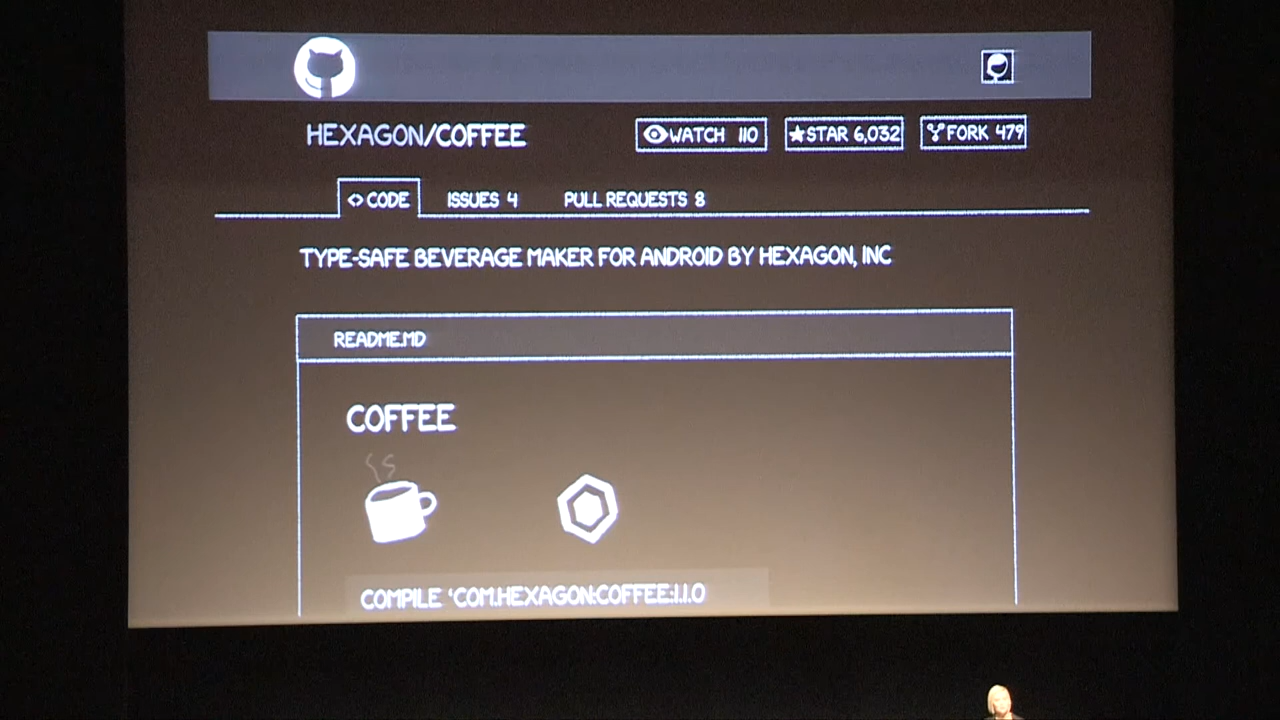 HEXAGON/COFFEE
WATCH 110
STAR 6,032
FORK 479
<> CODE
ISSUES 4
PULL REQUESTS 8
TYPE-SAFE BEVERAGE MAKER FOR ANDROID BY HEXAGON, INC
README.MD
COFFEE
COMPILE 'COM.HEXAGON:COFFEE:1.1.0